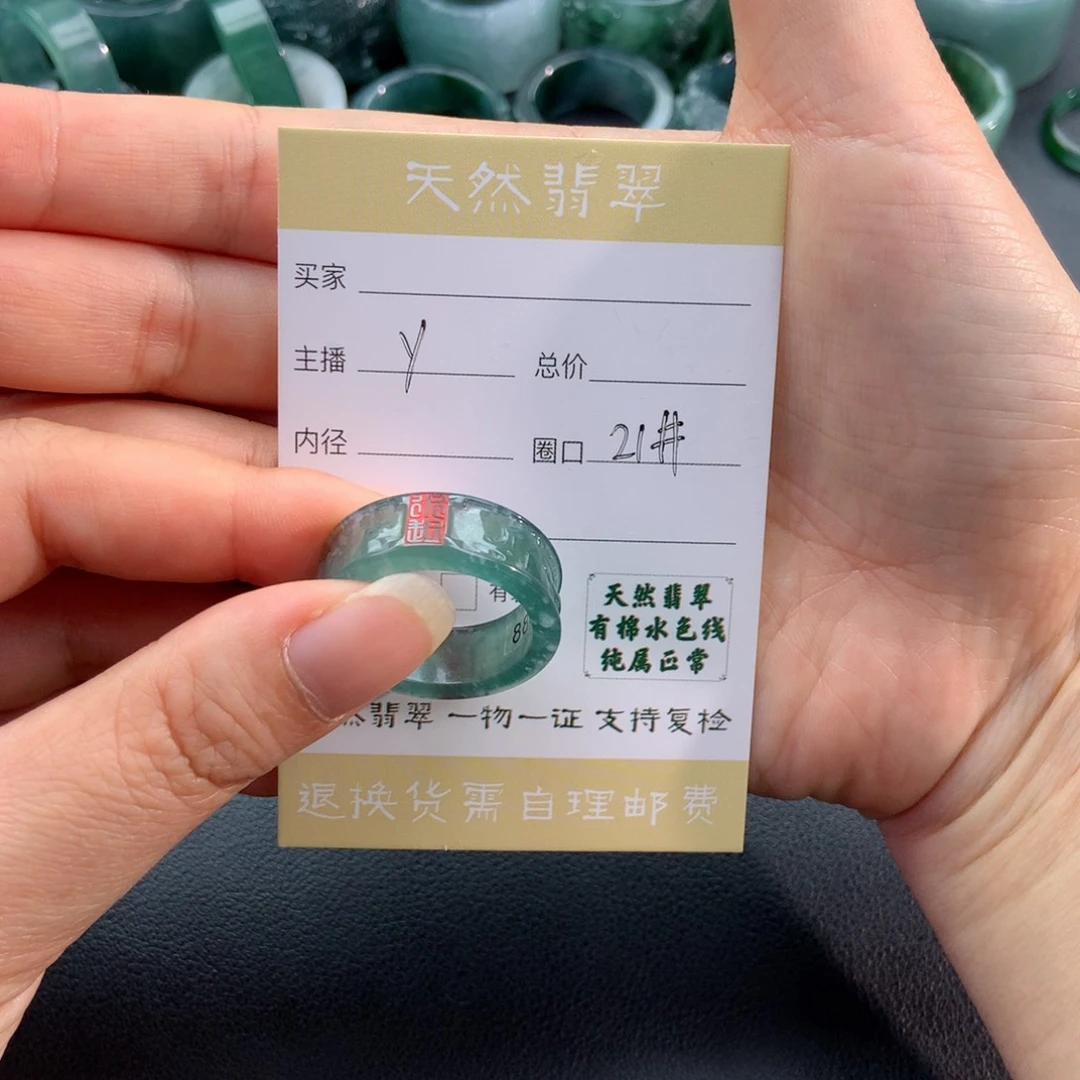 天然翡翠
买家
主播 y 总价
内径 圈口 21#
有
88
天然翡翠
有棉水色线
纯属正常
然翡翠 一物一证 支持复检
退换货需自理邮费